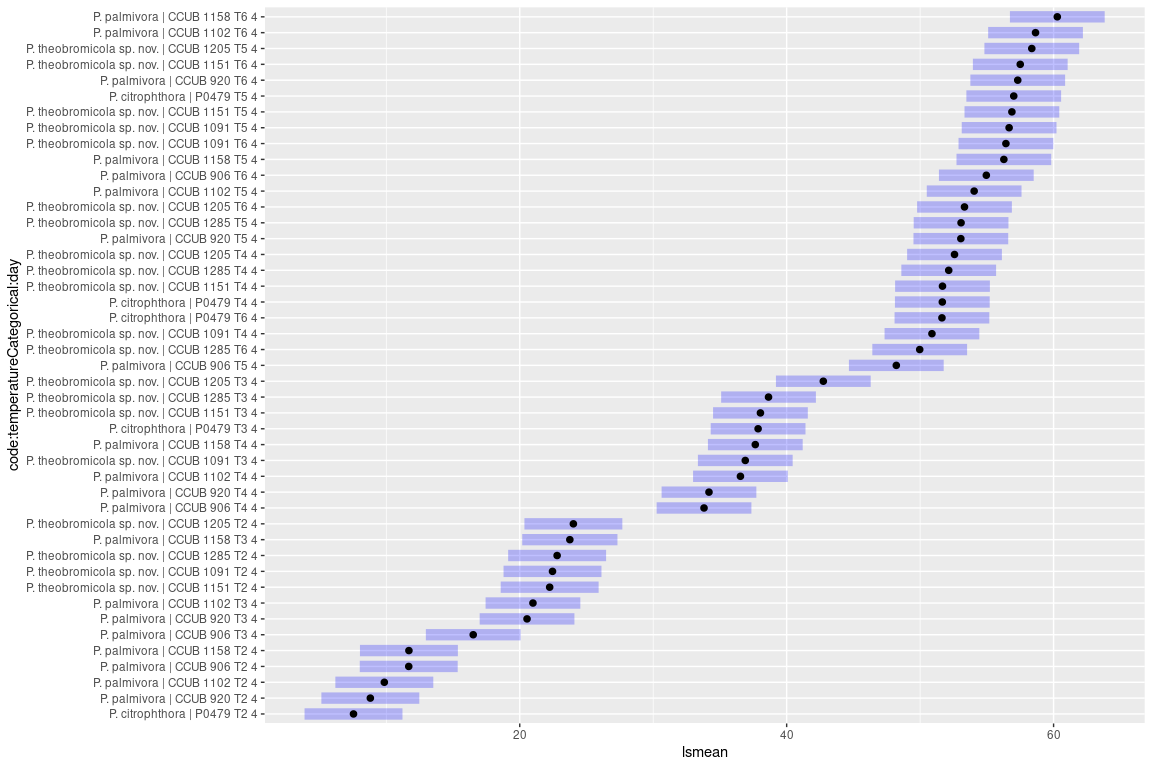 P. palmivora | CCUB 1158 T6 4
P. palmivora | CCUB 1102 T6 4
P. theobromicola sp. nov. | CCUB 1205 T5 4
P. theobromicola sp. nov. | CCUB 1151 T6 4
P. palmivora | CCUB 920 T6 4
P. citrophthora | P0479 T5 4
P. theobromicola sp. nov. | CCUB 1151 T5 4
P. theobromicola sp. nov. | CCUB 1091 T5 4
P. theobromicola sp. nov. | CCUB 1091 T6 4
P. palmivora | CCUB 1158 T5 4
P. palmivora | CCUB 906 T6 4
P. palmivora | CCUB 1102 T5 4
P. theobromicola sp. nov. | CCUB 1205 T6 4
P. theobromicola sp. nov. | CCUB 1285 T5 4
P. palmivora | CCUB 920 T5 4
P. theobromicola sp. nov. | CCUB 1205 T4 4
P. theobromicola sp. nov. | CCUB 1285 T4 4
P. theobromicola sp. nov. | CCUB 1151 T4 4
P. citrophthora | P0479 T4 4
P. citrophthora | P0479 T6 4
P. theobromicola sp. nov. | CCUB 1091 T4 4
P. theobromicola sp. nov. | CCUB 1285 T6 4
P. palmivora | CCUB 906 T5 4
P. theobromicola sp. nov. | CCUB 1205 T3 4
P. theobromicola sp. nov. | CCUB 1285 T3 4
P. theobromicola sp. nov. | CCUB 1151 T3 4
P. citrophthora | P0479 T3 4
P. palmivora | CCUB 1158 T4 4
P. theobromicola sp. nov. | CCUB 1091 T3 4
P. palmivora | CCUB 1102 T4 4
P. palmivora | CCUB 920 T4 4
P. palmivora | CCUB 906 T4 4
P. theobromicola sp. nov. | CCUB 1205 T2 4
P. palmivora | CCUB 1158 T3 4
P. theobromicola sp. nov. | CCUB 1285 T2 4
P. theobromicola sp. nov. | CCUB 1091 T2 4
P. theobromicola sp. nov. | CCUB 1151 T2 4
P. palmivora | CCUB 1102 T3 4
P. palmivora | CCUB 920 T3 4
P. palmivora | CCUB 906 T3 4
P. palmivora | CCUB 1158 T2 4
P. palmivora | CCUB 906 T2 4
P. palmivora | CCUB 1102 T2 4
P. palmivora | CCUB 920 T2 4
P. citrophthora | P0479 T2 4
code:temperatureCategorical:day
20 40 60
lsmean